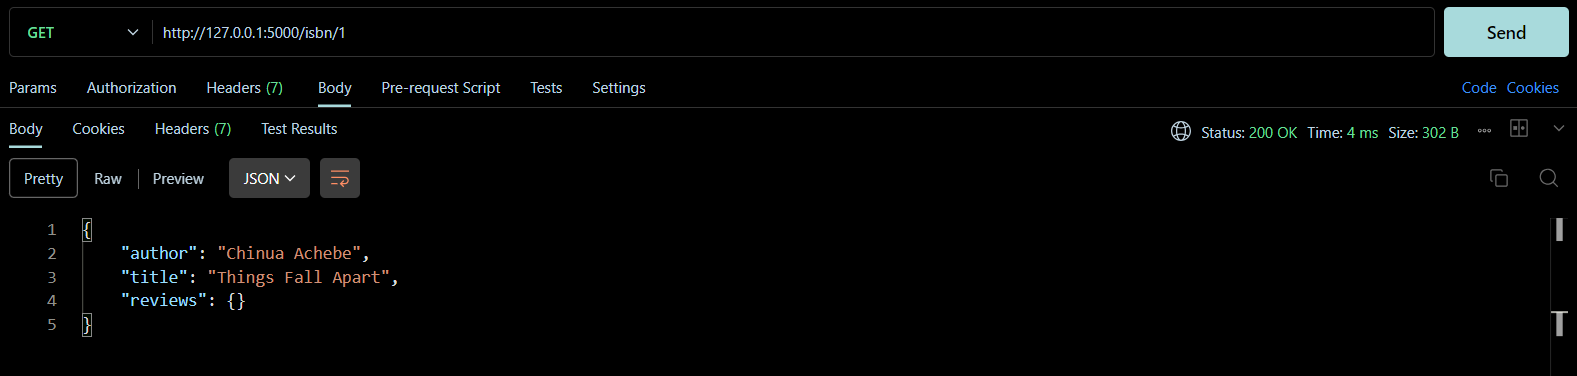 GET http://127.0.0.1:5000/isbn/1 Send
Params Authorization Headers (7) Body Pre-request Script Tests Settings Code Cookies
Body Cookies Headers (7) Test Results Status: 200 OK Time: 4 ms Size: 302 B
Pretty Raw Preview JSON
1 {
2 "author": "Chinua Achebe",
3 "title": "Things Fall Apart",
4 "reviews": {}
5 }